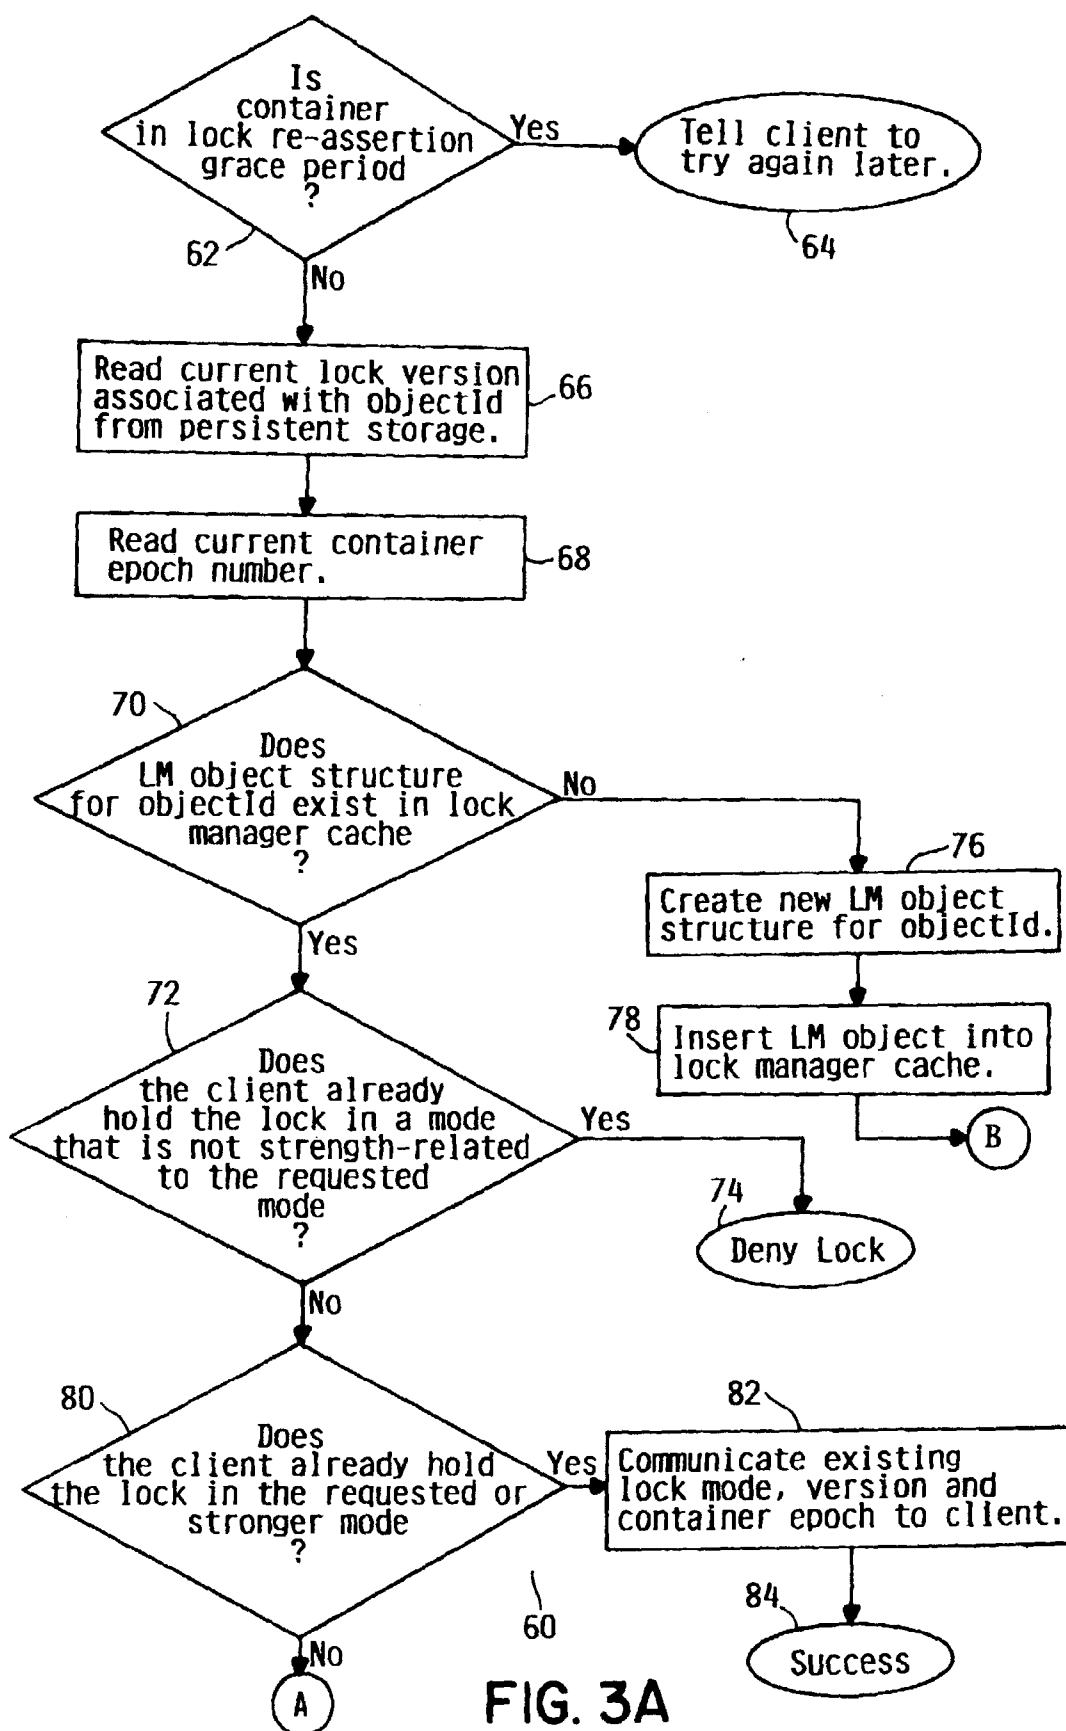 Is
container
in lock re-assertion
grace period
?
Yes
Tell client to
try again later.
62
64
No
Read current lock version
associated with objectId
from persistent storage.
66
Read current container
epoch number.
68
70
Does
LM object structure
for objectId exist in lock
manager cache
?
No
76
Create new LM object
structure for objectId.
Yes
72
78
Insert LM object into
lock manager cache.
Does
the client already
hold the lock in a mode
that is not strength-related
to the requested
mode
?
Yes
B
74
Deny Lock
No
80
Does
the client already hold
the lock in the requested or
stronger mode
?
Yes
82
Communicate existing
lock mode, version and
container epoch to client.
60
84
Success
No
A
FIG. 3A